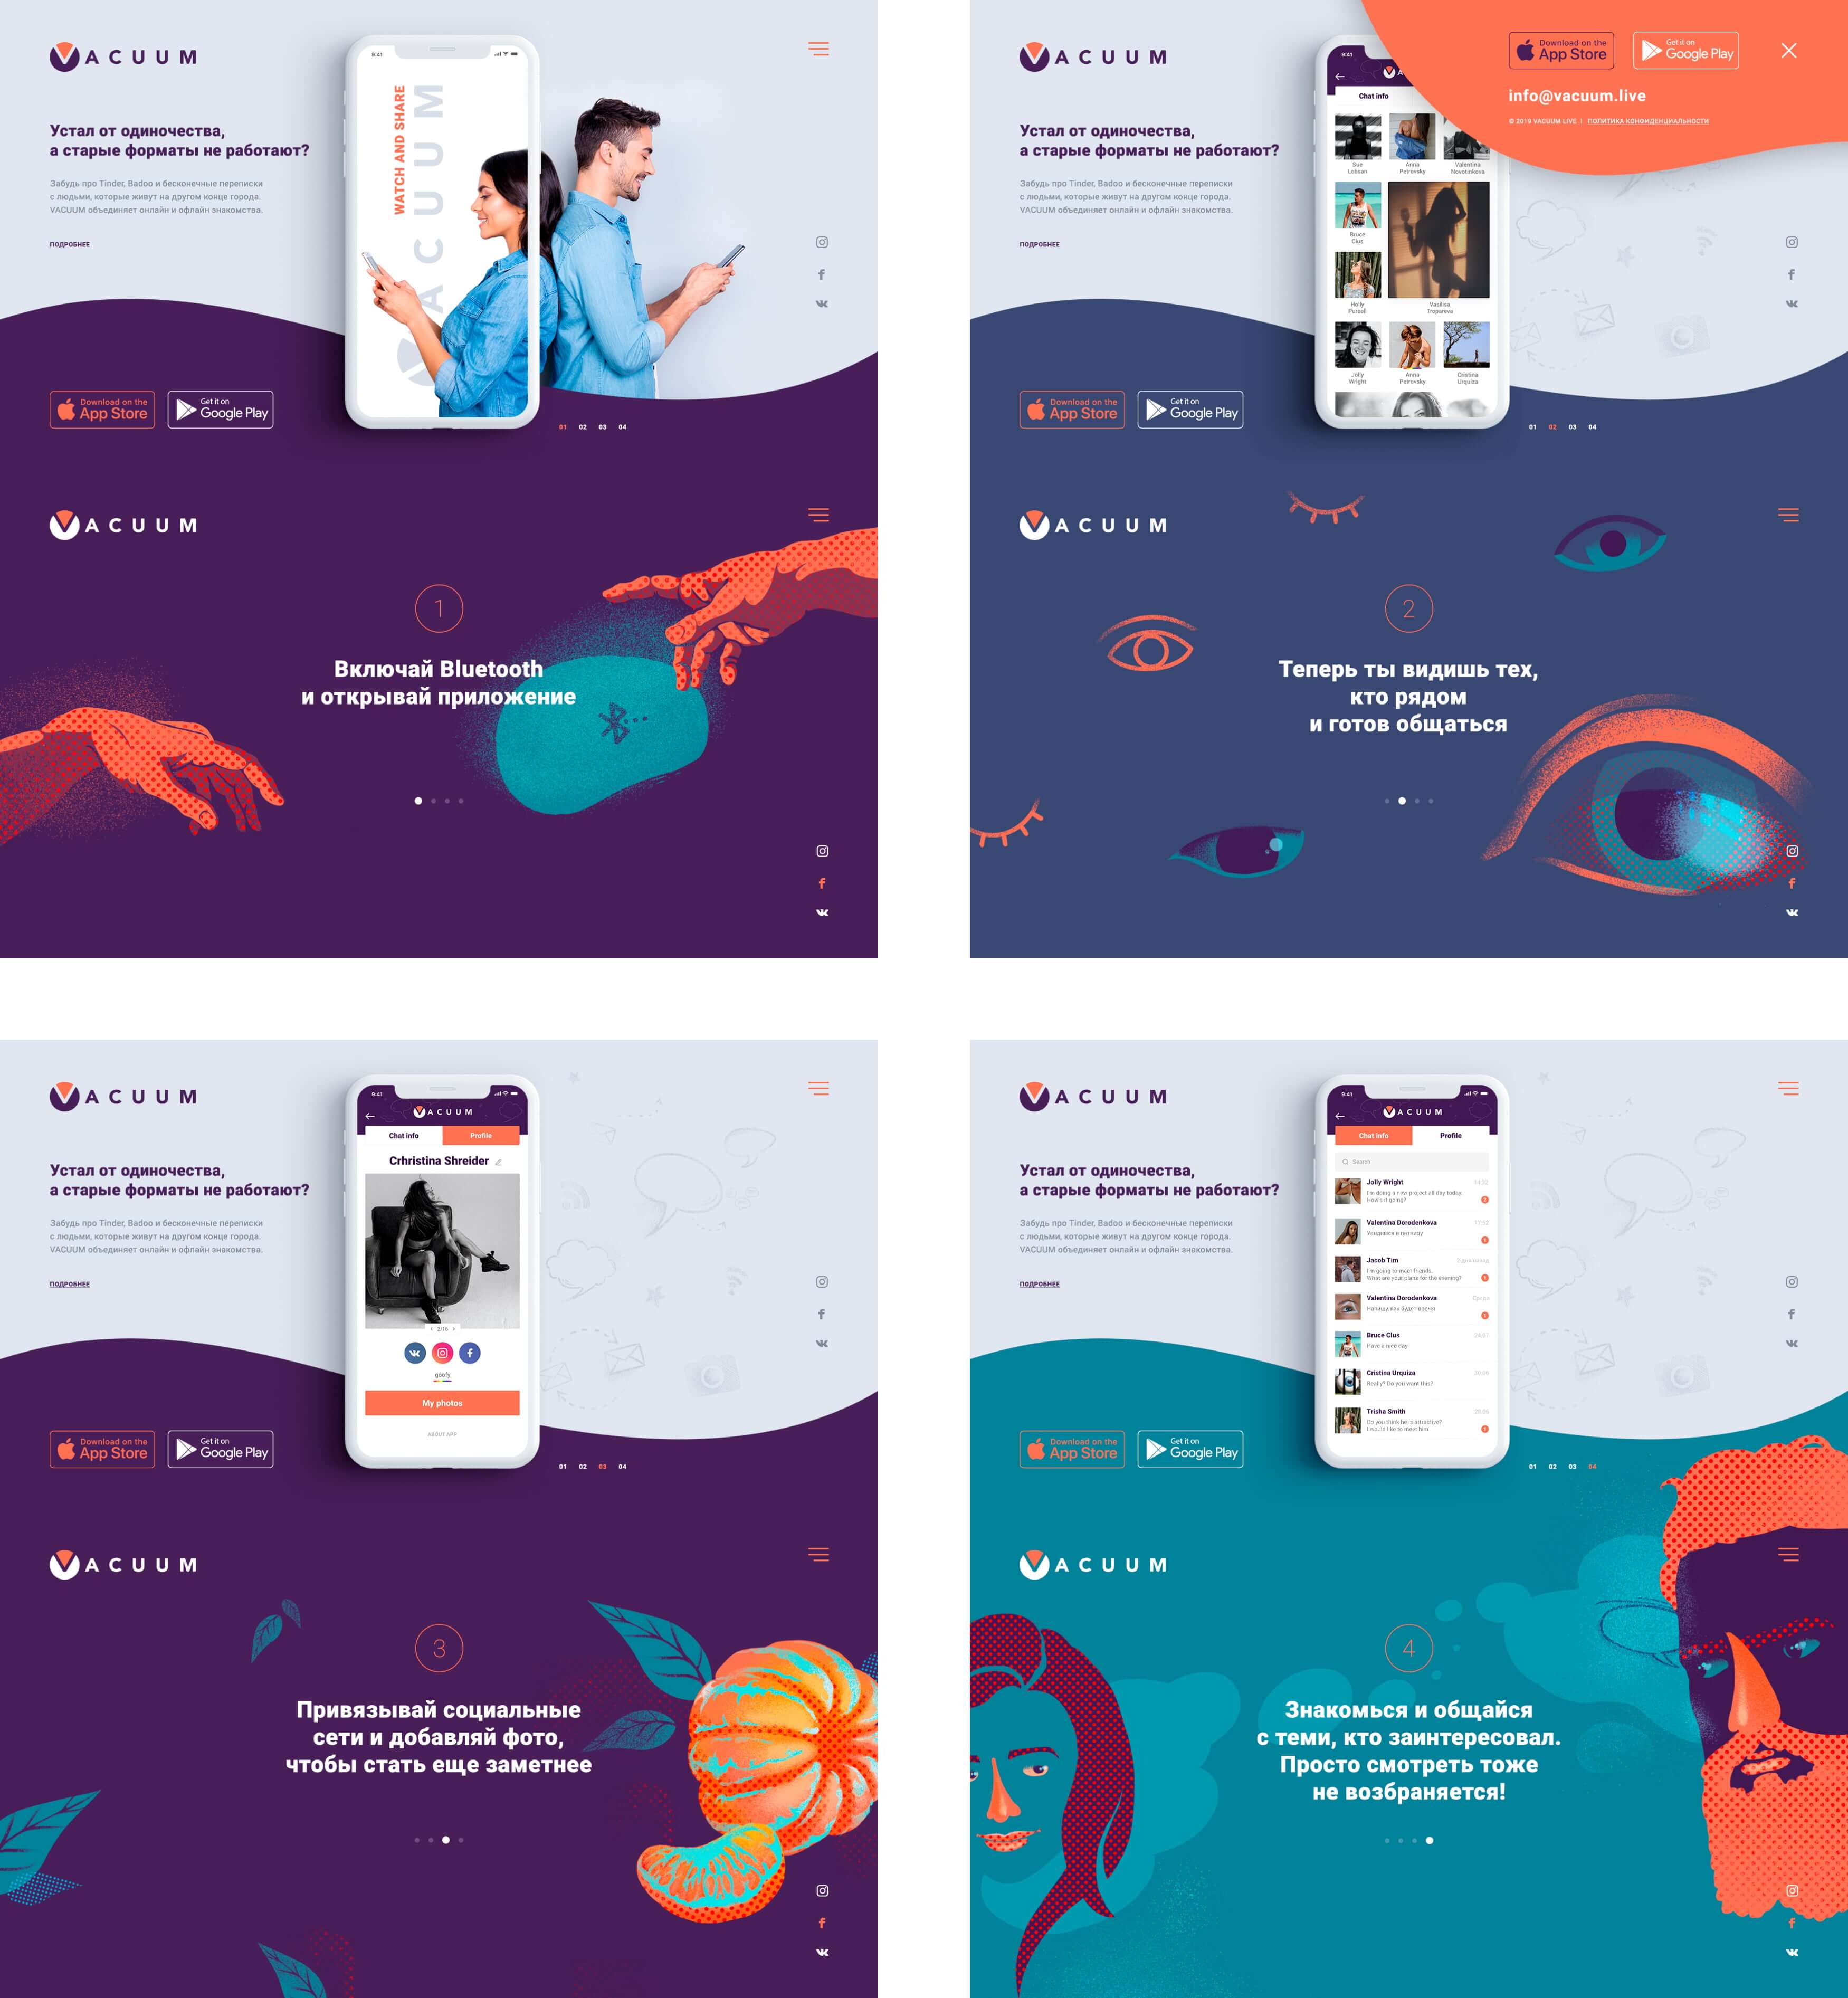 VACUUM
Устал от одиночества,
а старые форматы не работают?
Забудь про Tinder, Badoo и бесконечные переписки
с людьми, которые живут на другом конце города.
VACUUM объединяет онлайн и офлайн знакомства.
ПОДРОБНЕЕ
Download on the
App Store
Get it on
Google Play
9:41
WATCH AND SHARE
VACUUM
01 02 03 04
VACUUM
1
Включай Bluetooth
и открывай приложение
VACUUM
Устал от одиночества,
а старые форматы не работают?
Забудь про Tinder, Badoo и бесконечные переписки
с людьми, которые живут на другом конце города.
VACUUM объединяет онлайн и офлайн знакомства.
ПОДРОБНЕЕ
Download on the
App Store
Get it on
Google Play
9:41
VA
Chat info
Sue
Lobsan
Anna
Petrovsky
Valentina
Novotinkova
Bruce
Clus
Holly
Pursell
Vasilisa
Tropareva
Jolly
Wright
Anna
Petrovsky
Cristina
Urquiza
Download on the
App Store
Get it on
Google Play
info@vacuum.live
© 2019 VACUUM LIVE | ПОЛИТИКА КОНФИДЕНЦИАЛЬНОСТИ
01 02 03 04
VACUUM
2
Теперь ты видишь тех,
кто рядом
и готов общаться
VACUUM
Устал от одиночества,
а старые форматы не работают?
Забудь про Tinder, Badoo и бесконечные переписки
с людьми, которые живут на другом конце города.
VACUUM объединяет онлайн и офлайн знакомства.
ПОДРОБНЕЕ
Download on the
App Store
Get it on
Google Play
9:41
VACUUM
Chat info Profile
Crhristina Shreider
2/16
goofy
My photos
ABOUT APP
01 02 03 04
VACUUM
3
Привязывай социальные
сети и добавляй фото,
чтобы стать еще заметнее
VACUUM
Устал от одиночества,
а старые форматы не работают?
Забудь про Tinder, Badoo и бесконечные переписки
с людьми, которые живут на другом конце города.
VACUUM объединяет онлайн и офлайн знакомства.
ПОДРОБНЕЕ
Download on the
App Store
Get it on
Google Play
9:41
VACUUM
Chat info Profile
Search
Jolly Wright 14:52
I'm doing a new project all day today
How's it going?
Valentina Dorodenkova 17:32
Увидимся в пятницу
Jacob Tim 2 дня назад
I'm going to meet friends.
What are your plans for the evening?
Valentina Dorodenkova Среда
Напишу, как будет время
Bruce Clus 24.07
Have a nice day
Cristina Urquiza 30.06
Really? Do you want this?
Trisha Smith 28.06
Do you think he is attractive?
I would like to meet him
01 02 03 04
VACUUM
4
Знакомься и общайся
с теми, кто заинтересовал.
Просто смотреть тоже
не возбраняется!